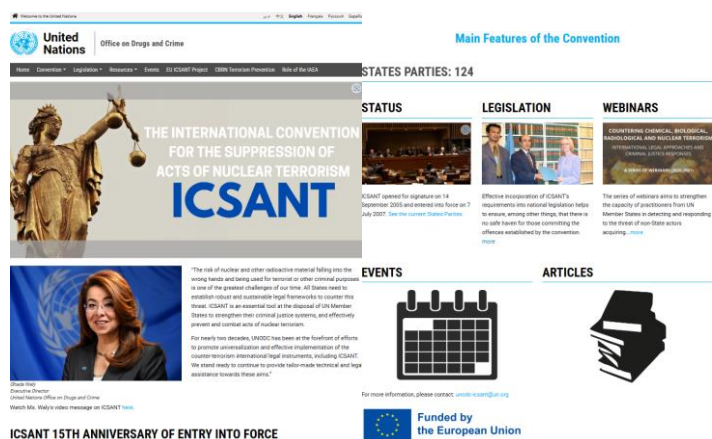 Welcome to the United Nations
عربي 中文 English Français Русский Español
United
Nations
Office on Drugs and Crime
Home Convention Legislation Resources Events EU ICSANT Project CBRN Terrorism Prevention Role of the IAEA
THE INTERNATIONAL CONVENTION
FOR THE SUPPRESSION OF
ACTS OF NUCLEAR TERRORISM
ICSANT
"The risk of nuclear and other radioactive material falling into the
wrong hands and being used for terrorist or other criminal purposes
is one of the greatest challenges of our time. All States need to
establish robust and sustainable legal frameworks to counter this
threat. ICSANT is an essential tool at the disposal of UN Member
States to strengthen their criminal justice systems, and effectively
prevent and combat acts of nuclear terrorism.
For nearly two decades, UNODC has been at the forefront of efforts
to promote universalization and effective implementation of the
counter-terrorism international legal instruments, including ICSANT.
We stand ready to continue to provide tailor-made technical and legal
assistance towards these aims."
Ghada Waly
Executive Director
United Nations Office on Drugs and Crime
Watch Ms. Waly's video message on ICSANT here.
ICSANT 15TH ANNIVERSARY OF ENTRY INTO FORCE
Main Features of the Convention
STATES PARTIES: 124
STATUS
ICSANT opened for signature on 14
September 2005 and entered into force on 7
July 2007. See the current States Parties
LEGISLATION
Effective incorporation of ICSANT's
requirements into national legislation helps
to ensure, among other things, that there is
no safe haven for those committing the
offences established by the convention
more
WEBINARS
COUNTERING CHEMICAL, BIOLOGICAL,
RADIOLOGICAL AND NUCLEAR TERRORISM
INTERNATIONAL LEGAL APPROACHES AND
CRIMINAL JUSTICE RESPONSES
The series of webinars aims to strengthen
the capacity of practitioners from UN
Member States in detecting and responding
to the threat of non-State actors
acquiring... more
EVENTS
ARTICLES
For more information, please contact: unodc-icsant@un.org
Funded by
the European Union